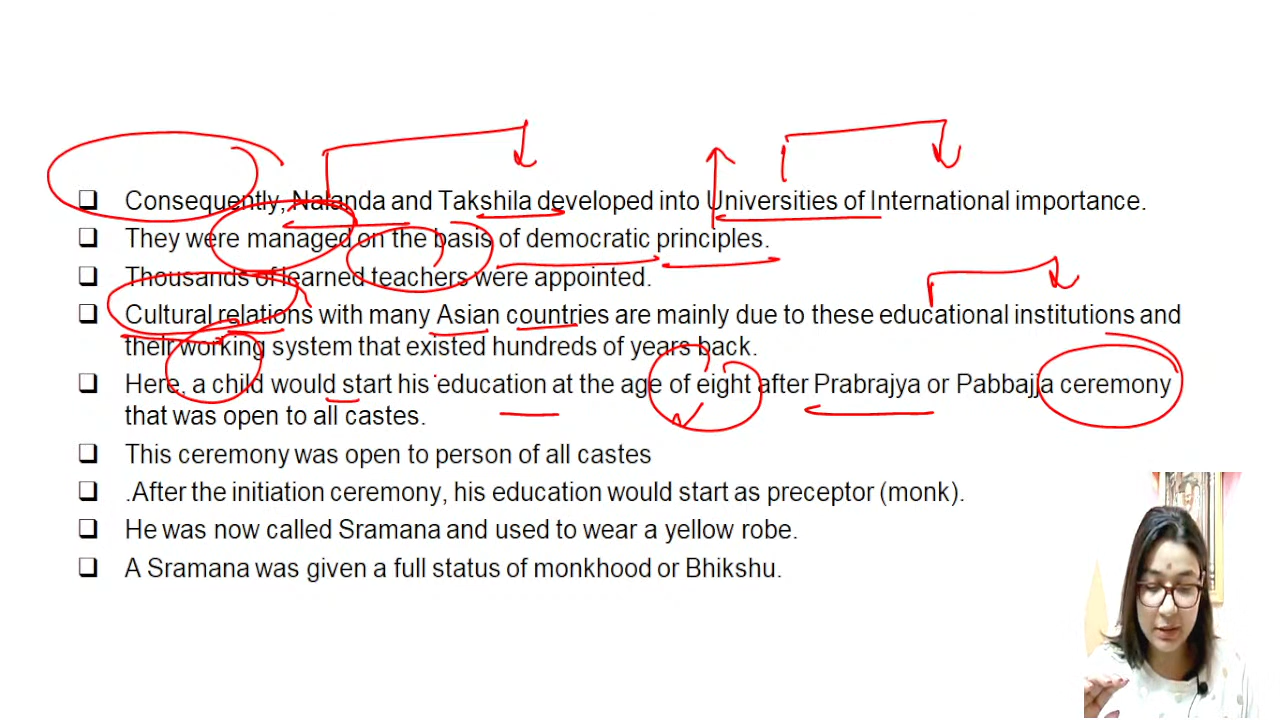 ❑ Consequently, Nalanda and Takshila developed into Universities of International importance.
❑ They were managed on the basis of democratic principles.
❑ Thousands of learned teachers were appointed.
❑ Cultural relations with many Asian countries are mainly due to these educational institutions and
their working system that existed hundreds of years back.
❑ Here, a child would start his education at the age of eight after Prabrajya or Pabbajja ceremony
that was open to all castes.
❑ This ceremony was open to person of all castes
❑ .After the initiation ceremony, his education would start as preceptor (monk).
❑ He was now called Sramana and used to wear a yellow robe.
❑ A Sramana was given a full status of monkhood or Bhikshu.